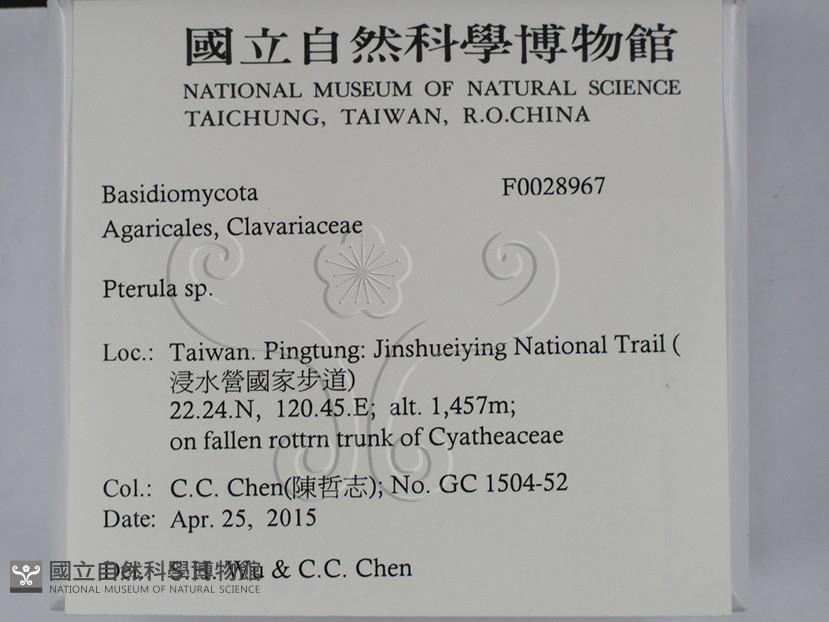 國立自然科學博物館
NATIONAL MUSEUM OF NATURAL SCIENCE
TAICHUNG, TAIWAN, R.O.CHINA
Basidiomycota F0028967
Agaricales, Clavariaceae
Pterula sp.
Loc.: Taiwan. Pingtung: Jinshueiying National Trail (
浸水營國家步道)
22.24.N, 120.45.E; alt. 1,457m;
on fallen rottrn trunk of Cyatheaceae
Col.: C.C. Chen(陳哲志); No. GC 1504-52
Date: Apr. 25, 2015
Det.: S.H. Wu & C.C. Chen
國立自然科學博物館
NATIONAL MUSEUM OF NATURAL SCIENCE